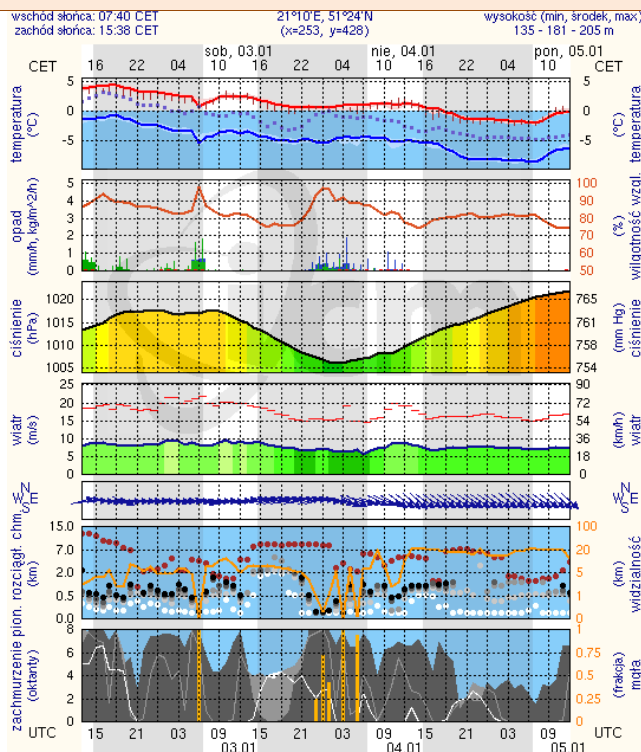 wschód słońca: 07:40 CET 21°10'E, 51°24'N wysokość (min, środek, max)
zachód słońca: 15:38 CET (x=253, y=428) 135 - 181 - 205 m
sob, 03.01 nie, 04.01 pon, 05.01
CET 16 22 04 10 16 22 04 10 16 22 04 10 CET
temperatura (°C) 5 0 -5 5 0 -5 temperatura (°C)
opad (mm/h, kg/m^2/h) 5 4 3 2 1 0 100 90 80 70 60 50 (%) wilgotność wzgl.
ciśnienie (hPa) 1020 1015 1010 1005 765 761 758 754 (mm Hg) ciśnienie
wiatr (m/s) 25 20 15 10 5 0 90 72 54 36 18 0 (km/h) wiatr
N W E S N W E S
pion. rozciągł. chm. (km) 15.0 7.0 2.0 0.5 0.0 100 20 5 1 0 (km) widzialność
zachmurzenie (oktanty) 8 6 4 2 0 1 0.75 0.5 0.25 0 (frakcja) mgła
UTC 15 21 03 09 15 21 03 09 15 21 03 09 UTC
03.01 04.01 05.01